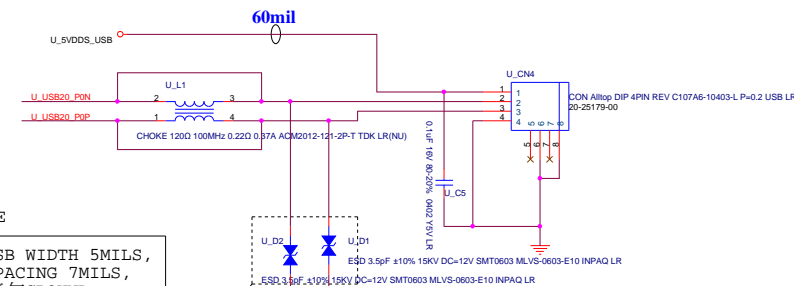 60mil
U_5VDDS_USB
U_CN4
U_L1
CON Alltop DIP 4PIN REV C107A6-10403-L P=0.2 USB LR
20-25179-00
1 1
2 2
3 3
4 4
5 6 7 8
5 6 7 8
U_USB20_P0N 2 3
U_USB20_P0P 1 4
CHOKE 120Ω 100MHz 0.22Ω 0.37A ACM2012-121-2P-T TDK LR(NU)
0.1uF 16V 80-20% 0402 Y5V LR
U_C5
E
SB WIDTH 5MILS,
PACING 7MILS,
U_D2
U_D1
ESD 3.5pF ±10% 15KV DC=12V SMT0603 MLVS-0603-E10 INPAQ LR
ESD 3.5pF ±10% 15KV DC=12V SMT0603 MLVS-0603-E10 INPAQ LR